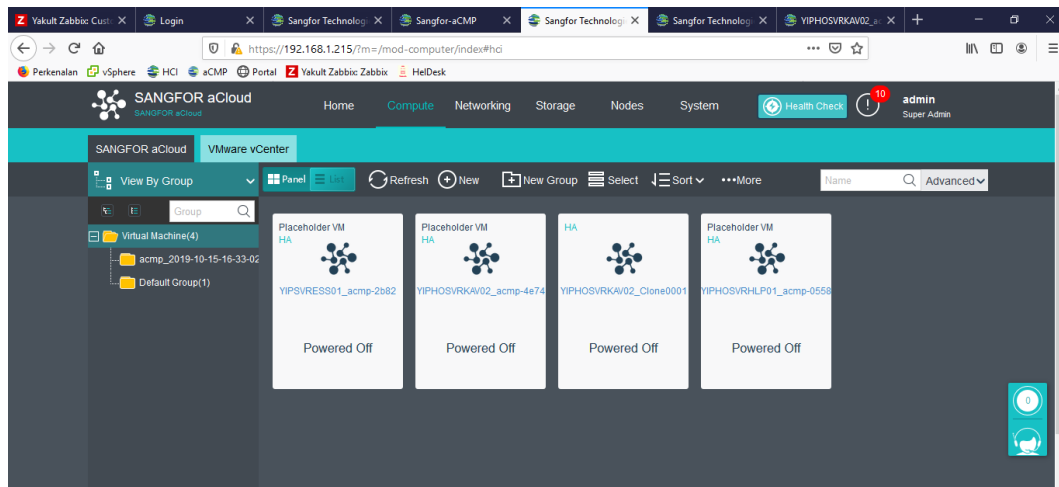 Yakult Zabbix: Custo
Login
Sangfor Technologi
Sangfor-aCMP
Sangfor Technologi
Sangfor Technologi
YIPHOSVRKAV02_ac
https://192.168.1.215/?m=/mod-computer/index#hci
Perkenalan
vSphere
HCI
aCMP
Portal
Yakult Zabbix: Zabbix
HelDesk
SANGFOR aCloud
SANGFOR aCloud
Home
Compute
Networking
Storage
Nodes
System
Health Check
10
admin
Super Admin
SANGFOR aCloud
VMware vCenter
View By Group
Panel
List
Refresh
New
New Group
Select
Sort
More
Name
Advanced
Group
Virtual Machine(4)
acmp_2019-10-15-16-33-02
Default Group(1)
Placeholder VM
HA
YIPSVRESS01_acmp-2b82
Powered Off
Placeholder VM
HA
YIPHOSVRKAV02_acmp-4e74
Powered Off
HA
YIPHOSVRKAV02_Clone0001
Powered Off
Placeholder VM
HA
YIPHOSVRHLP01_acmp-0558
Powered Off
0